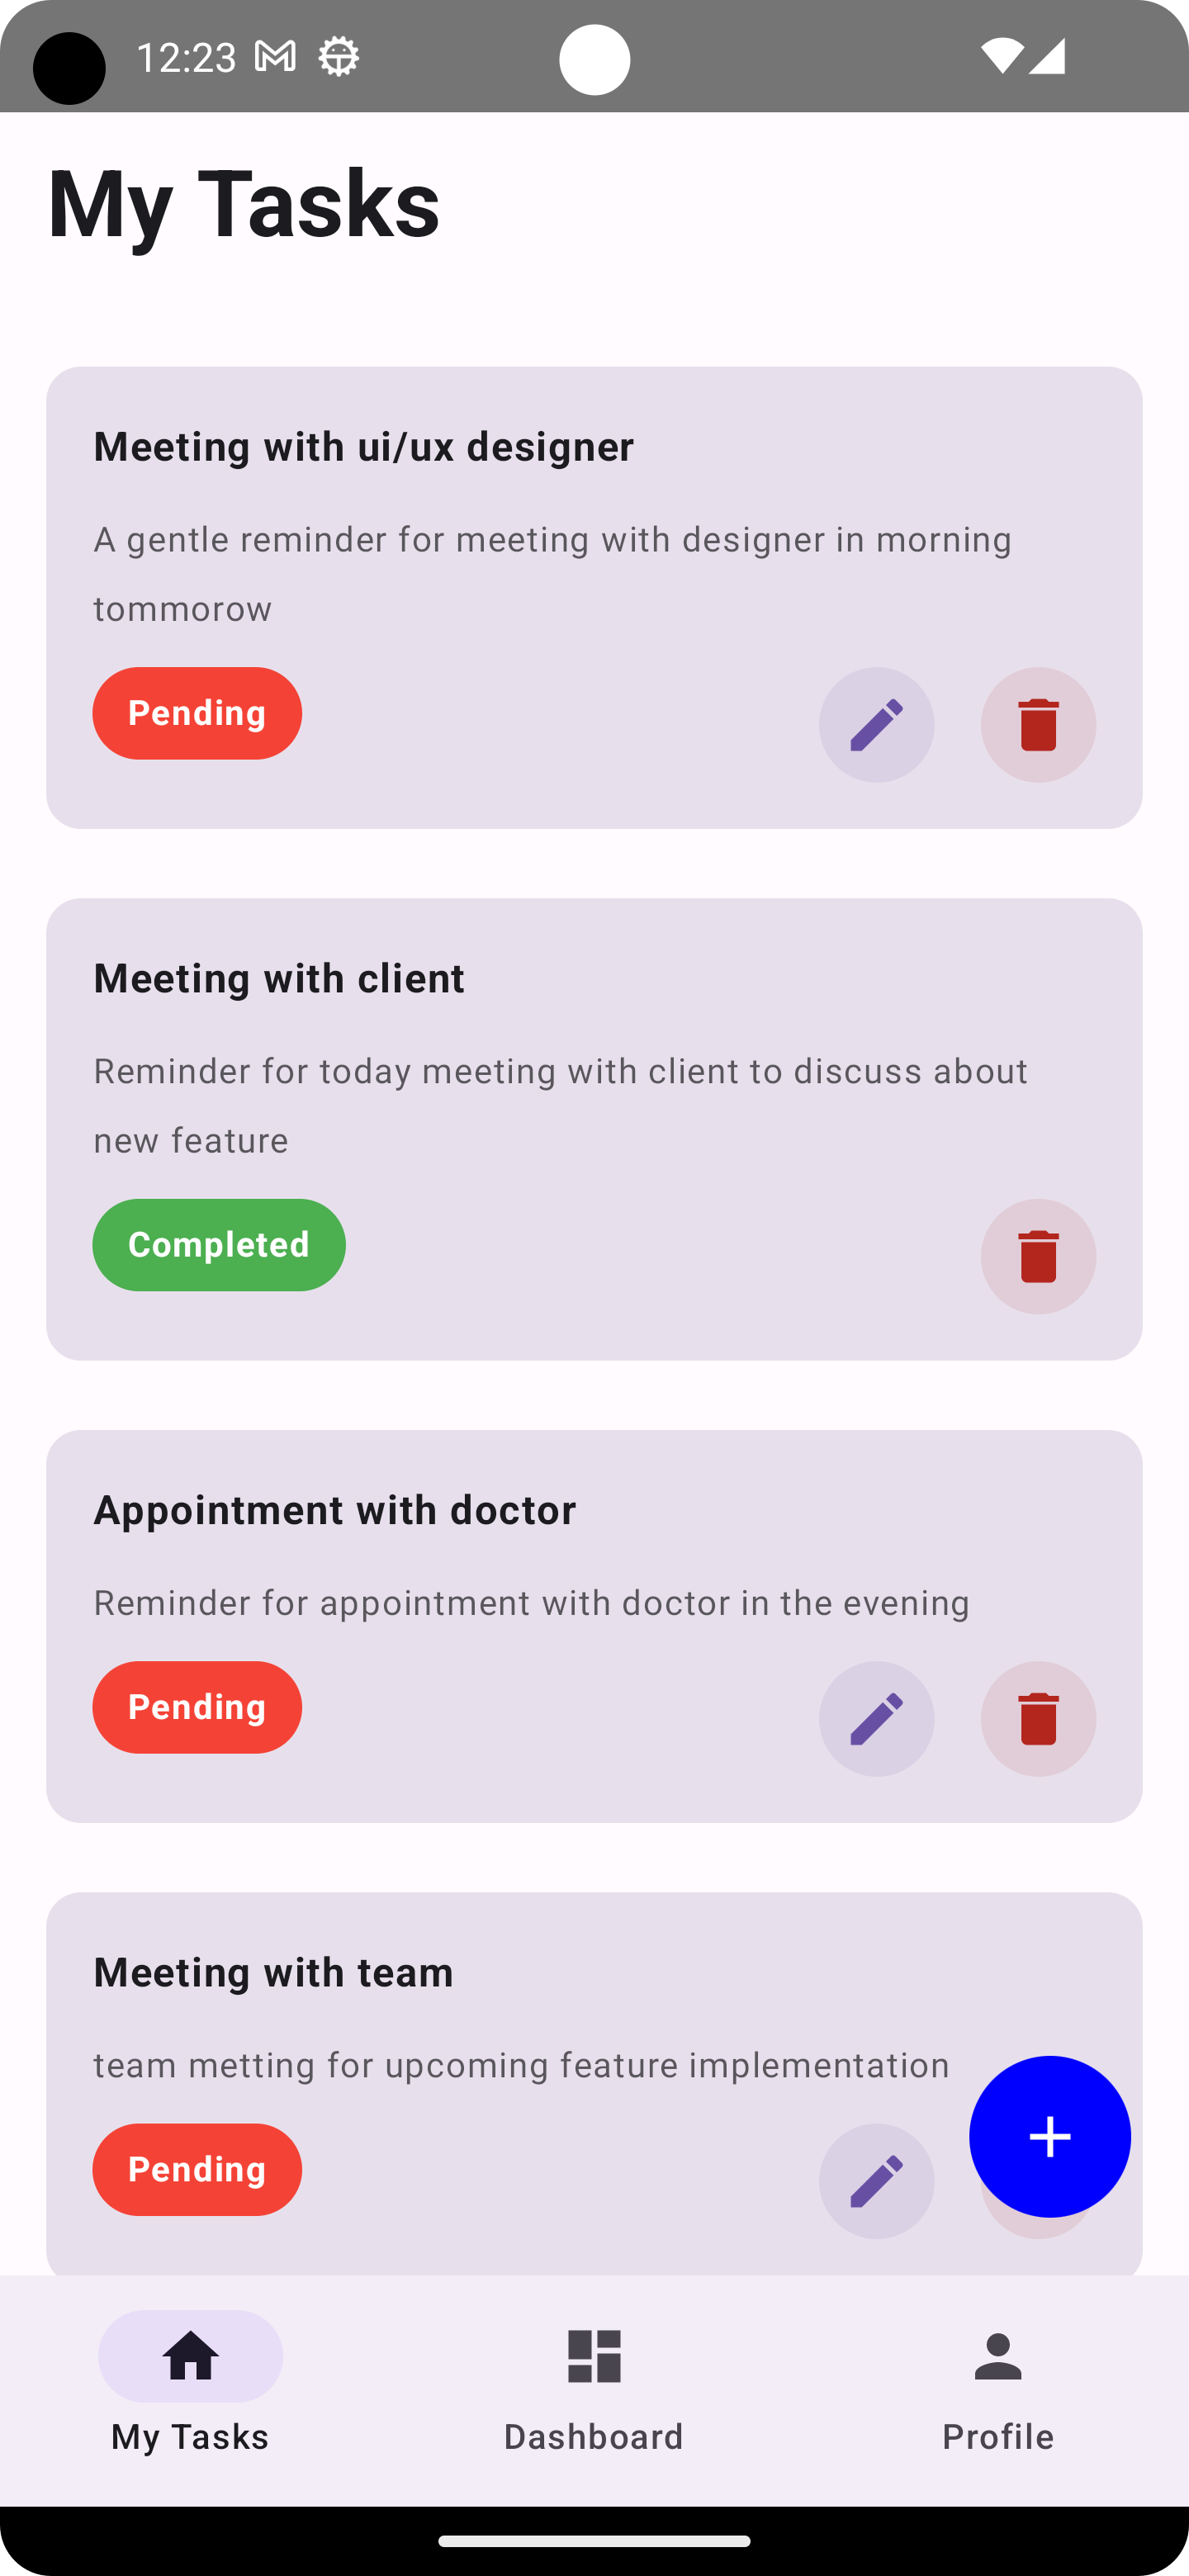 12:23
My Tasks
Meeting with ui/ux designer
A gentle reminder for meeting with designer in morning
tommorow
Pending
Meeting with client
Reminder for today meeting with client to discuss about
new feature
Completed
Appointment with doctor
Reminder for appointment with doctor in the evening
Pending
Meeting with team
team metting for upcoming feature implementation
Pending
My Tasks
Dashboard
Profile